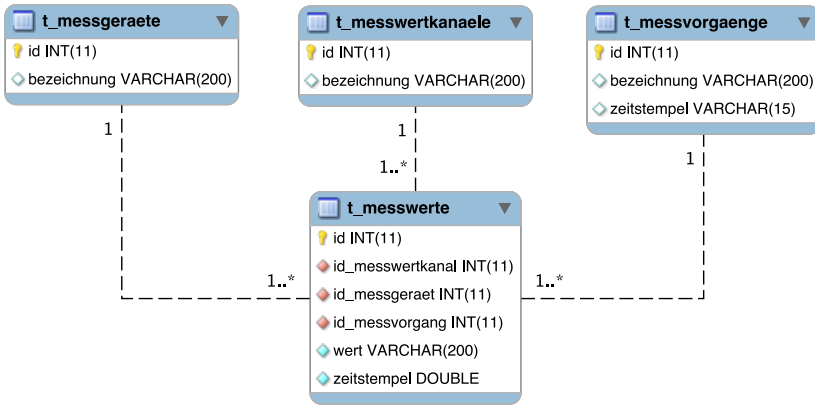 t_messgeraete
id INT(11)
bezeichnung VARCHAR(200)
t_messwertkanaele
id INT(11)
bezeichnung VARCHAR(200)
t_messvorgaenge
id INT(11)
bezeichnung VARCHAR(200)
zeitstempel VARCHAR(15)
1
1
1
1..*
t_messwerte
id INT(11)
id_messwertkanal INT(11)
id_messgeraet INT(11)
id_messvorgang INT(11)
wert VARCHAR(200)
zeitstempel DOUBLE
1..*
1..*